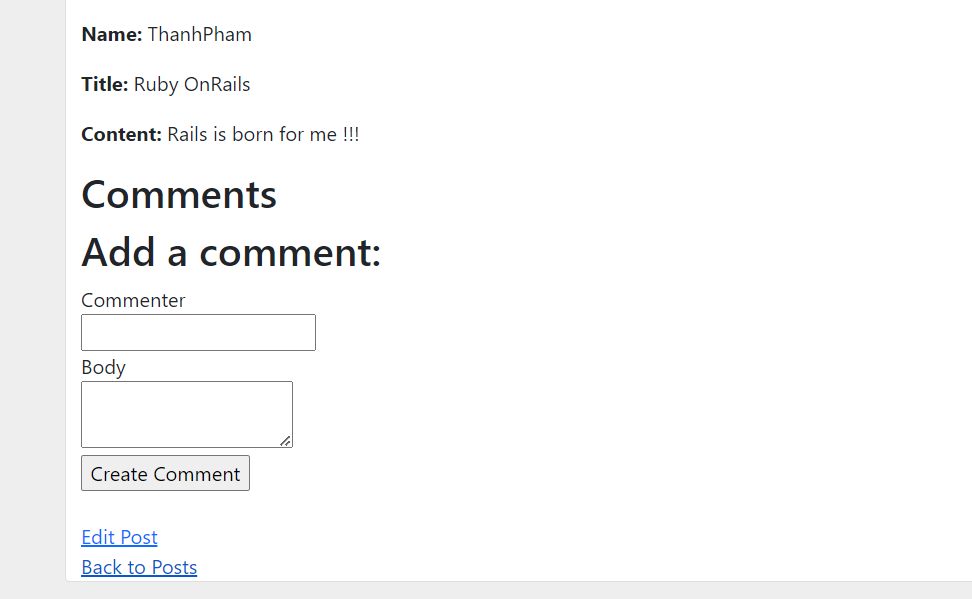 Name: ThanhPham
Title: Ruby OnRails
Content: Rails is born for me !!!
Comments
Add a comment:
Commenter
Body
Create Comment
Edit Post
Back to Posts